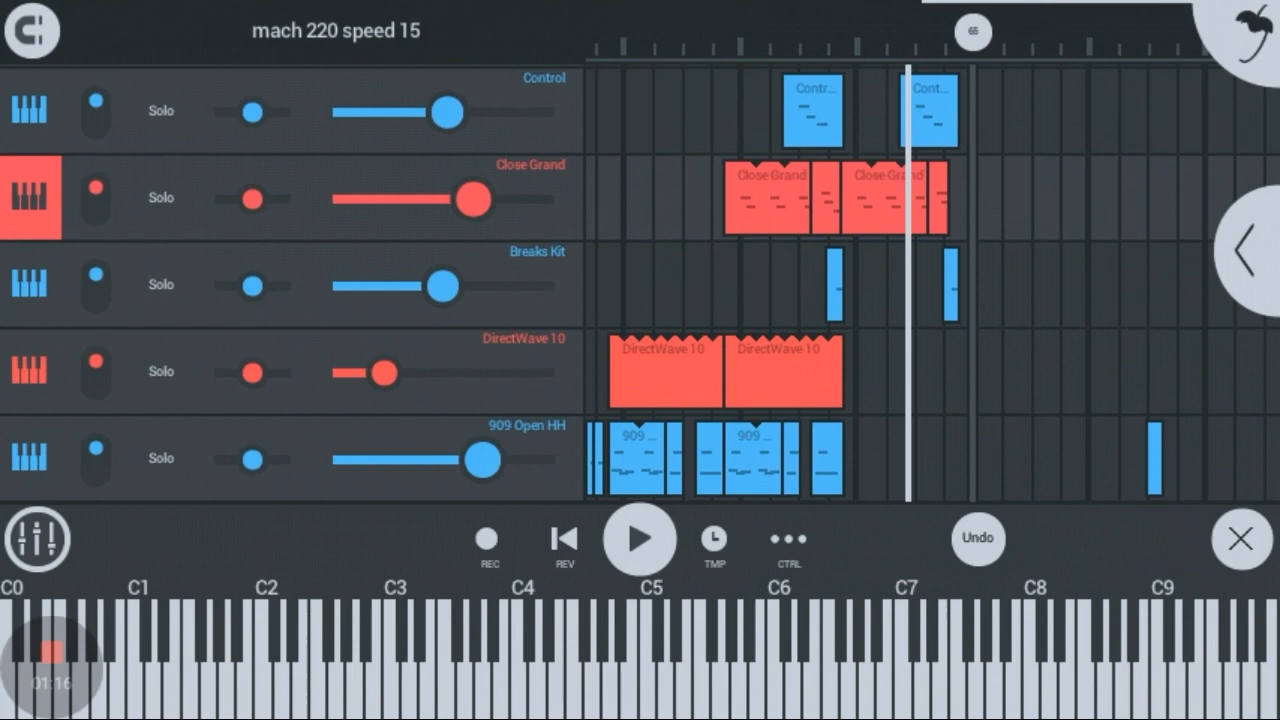 mach 220 speed 15
65
Control
Solo
Contr...
Cont...
Close Grand
Solo
Close Grand
Close Grand
Breaks Kit
Solo
DirectWave 10
Solo
DirectWave 10
DirectWave 10
909 Open HH
Solo
909 ...
909 ...
Undo
REC
REV
TMP
CTRL
C0 C1 C2 C3 C4 C5 C6 C7 C8 C9
01:16